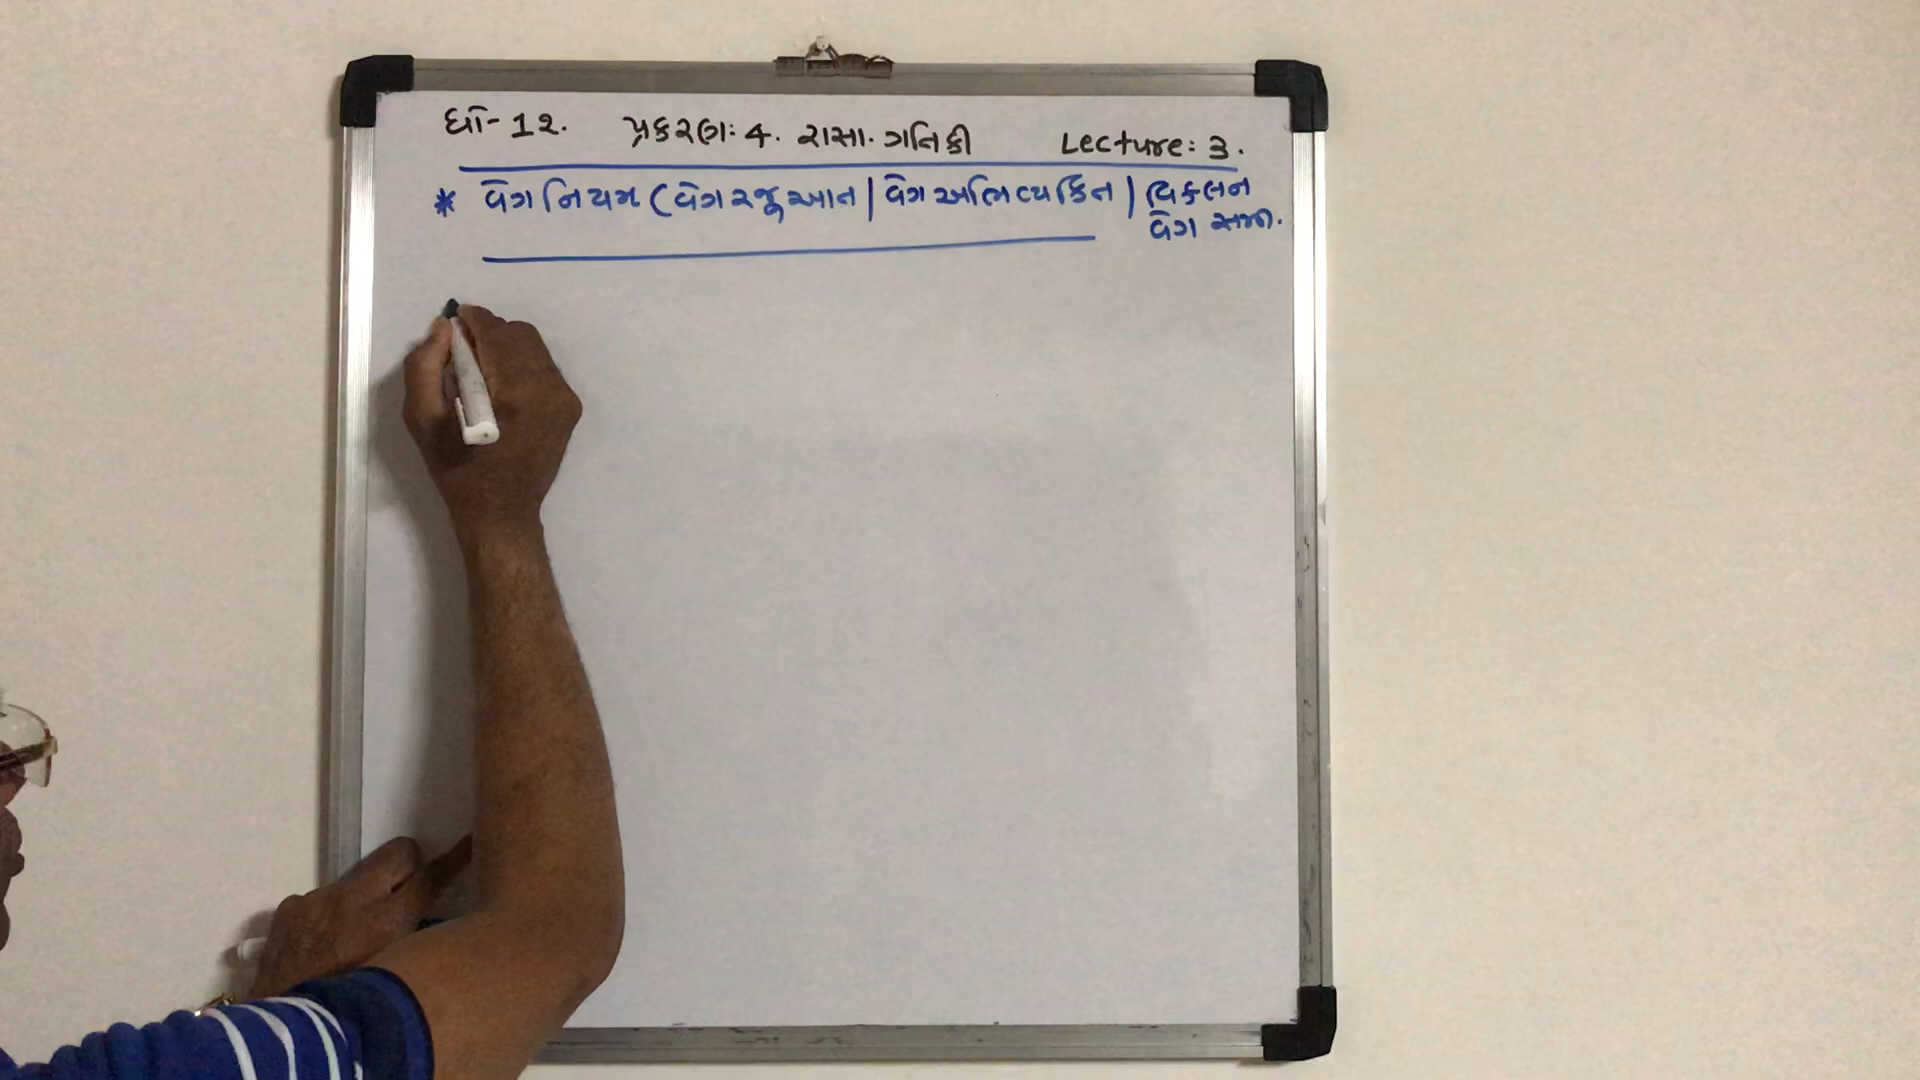 ધો-12. પ્રકરણ: 4. રાસા. ગતિકી Lecture: 3.
* વેગ નિયમ ( વેગ રજૂઆત | વેગ અભિવ્યકિત | વિકલન
વેગ સમી.